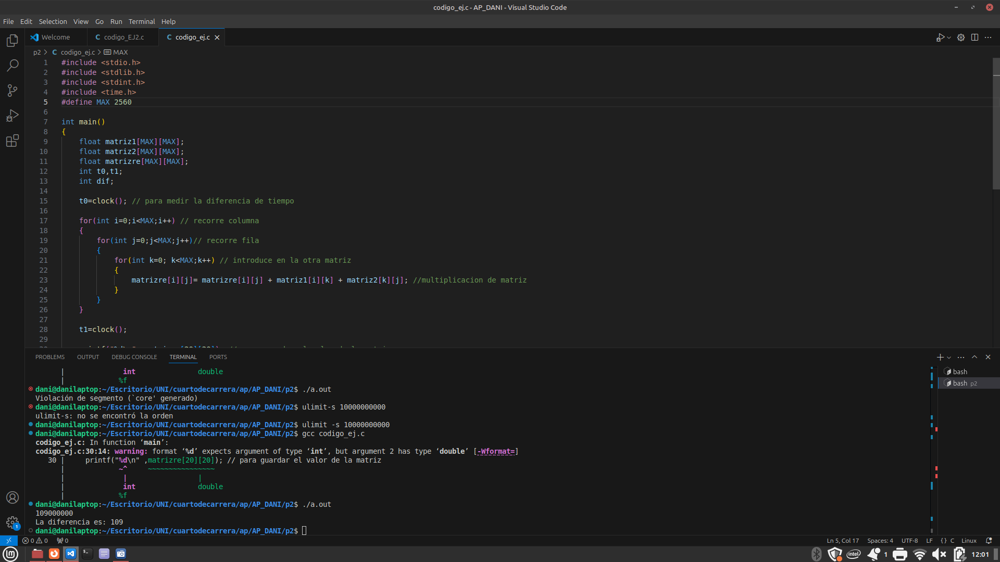 codigo_ej.c - AP_DANI - Visual Studio Code
File Edit Selection View Go Run Terminal Help
Welcome C codigo_EJ2.c C codigo_ej.c
p2 > C codigo_ej.c > MAX
1 #include <stdio.h>
2 #include <stdlib.h>
3 #include <stdint.h>
4 #include <time.h>
5 #define MAX 2560
6
7 int main()
8 {
9 float matriz1[MAX][MAX];
10 float matriz2[MAX][MAX];
11 float matrizre[MAX][MAX];
12 int t0,t1;
13 int dif;
14
15 t0=clock(); // para medir la diferencia de tiempo
16
17 for(int i=0;i<MAX;i++) // recorre columna
18 {
19 for(int j=0;j<MAX;j++)// recorre fila
20 {
21 for(int k=0; k<MAX;k++) // introduce en la otra matriz
22 {
23 matrizre[i][j]= matrizre[i][j] + matriz1[i][k] + matriz2[k][j]; //multiplicacion de matriz
24 }
25 }
26 }
27
28 t1=clock();
29
PROBLEMS OUTPUT DEBUG CONSOLE TERMINAL PORTS
| int double
| %f
dani@danilaptop:~/Escritorio/UNI/cuartodecarrera/ap/AP_DANI/p2$ ./a.out
Violación de segmento (`core' generado)
dani@danilaptop:~/Escritorio/UNI/cuartodecarrera/ap/AP_DANI/p2$ ulimit-s 10000000000
ulimit-s: no se encontró la orden
dani@danilaptop:~/Escritorio/UNI/cuartodecarrera/ap/AP_DANI/p2$ ulimit -s 10000000000
dani@danilaptop:~/Escritorio/UNI/cuartodecarrera/ap/AP_DANI/p2$ gcc codigo_ej.c
codigo_ej.c: In function ‘main’:
codigo_ej.c:30:14: warning: format ‘%d’ expects argument of type ‘int’, but argument 2 has type ‘double’ [-Wformat=]
30 | printf("%d\n" ,matrizre[20][20]); // para guardar el valor de la matriz
| ~^ ~~~~~~~~~~~~~~~~
| | |
| int double
| %f
dani@danilaptop:~/Escritorio/UNI/cuartodecarrera/ap/AP_DANI/p2$ ./a.out
109000000
La diferencia es: 109
dani@danilaptop:~/Escritorio/UNI/cuartodecarrera/ap/AP_DANI/p2$
bash
bash p2
1
0 0 0 Ln 5, Col 17 Spaces: 4 UTF-8 LF {} C Linux
intel 1 12:01